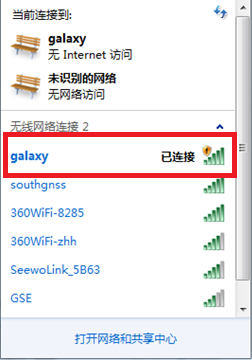 当前连接到:
galaxy
无 Internet 访问
未识别的网络
无网络访问
无线网络连接 2
galaxy 已连接
southgnss
360WiFi-8285
360WiFi-zhh
SeewoLink_5B63
GSE
打开网络和共享中心